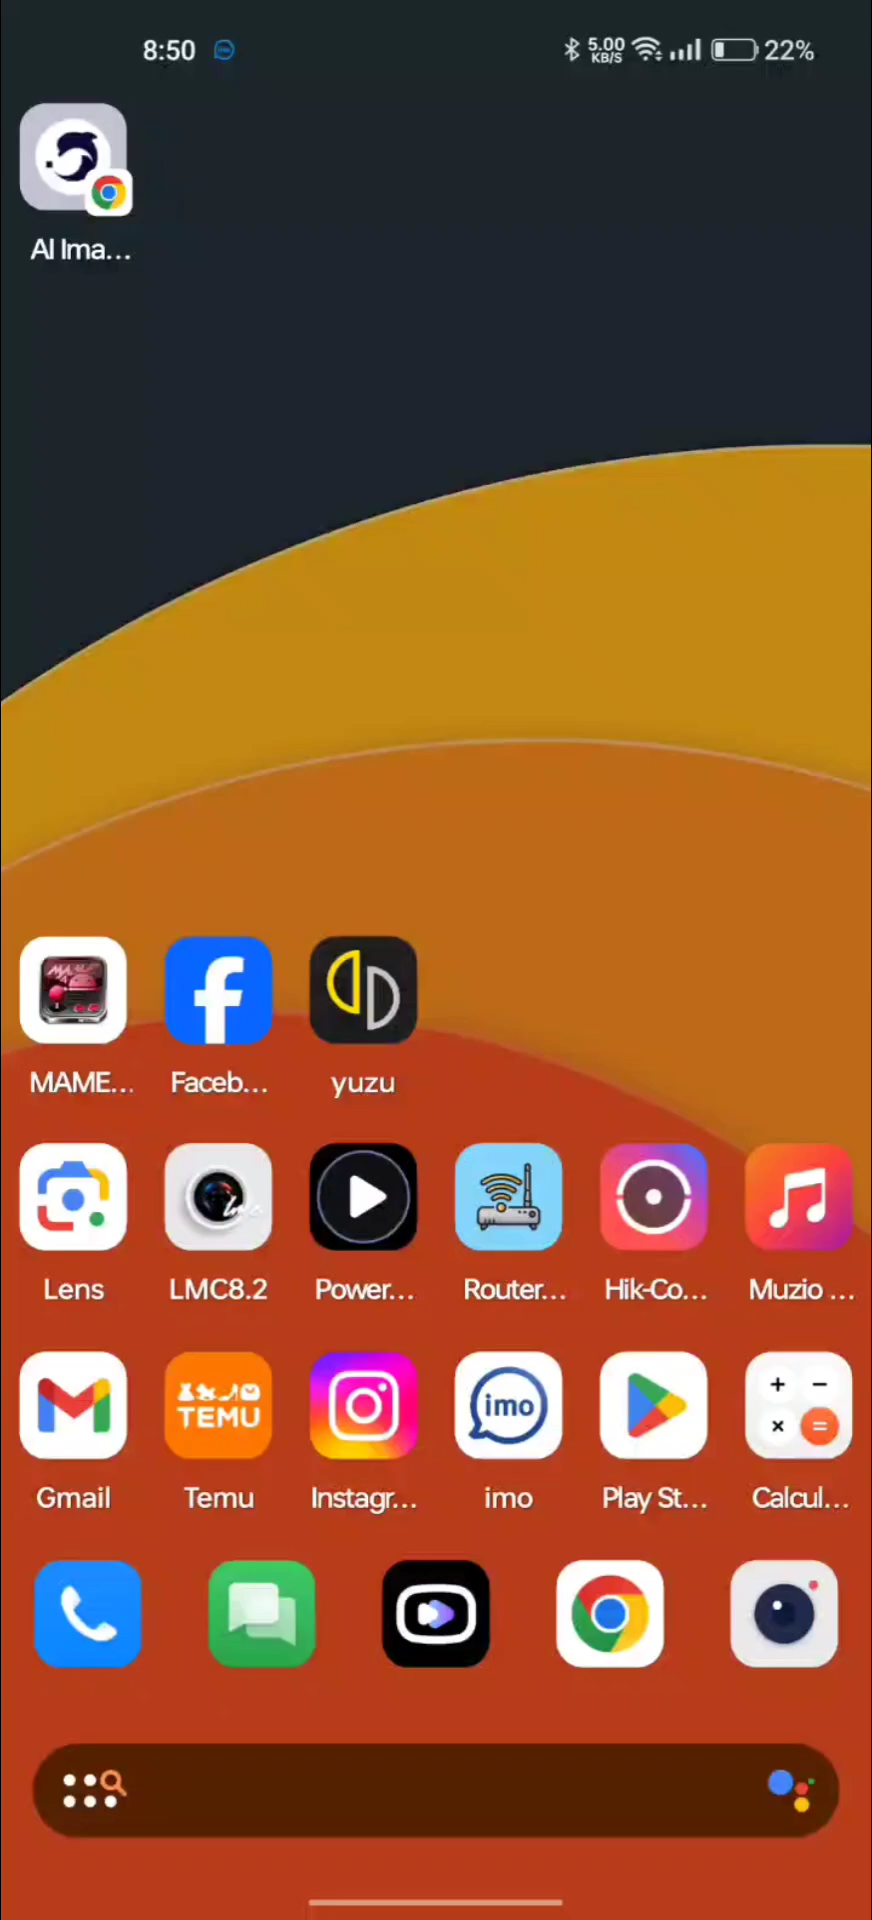 8:50 5.00 KB/S 22%
AI Ima...
MAME... Faceb... yuzu
Lens LMC8.2 Power... Router... Hik-Co... Muzio ...
TEMU imo
Gmail Temu Instagr... imo Play St... Calcul...